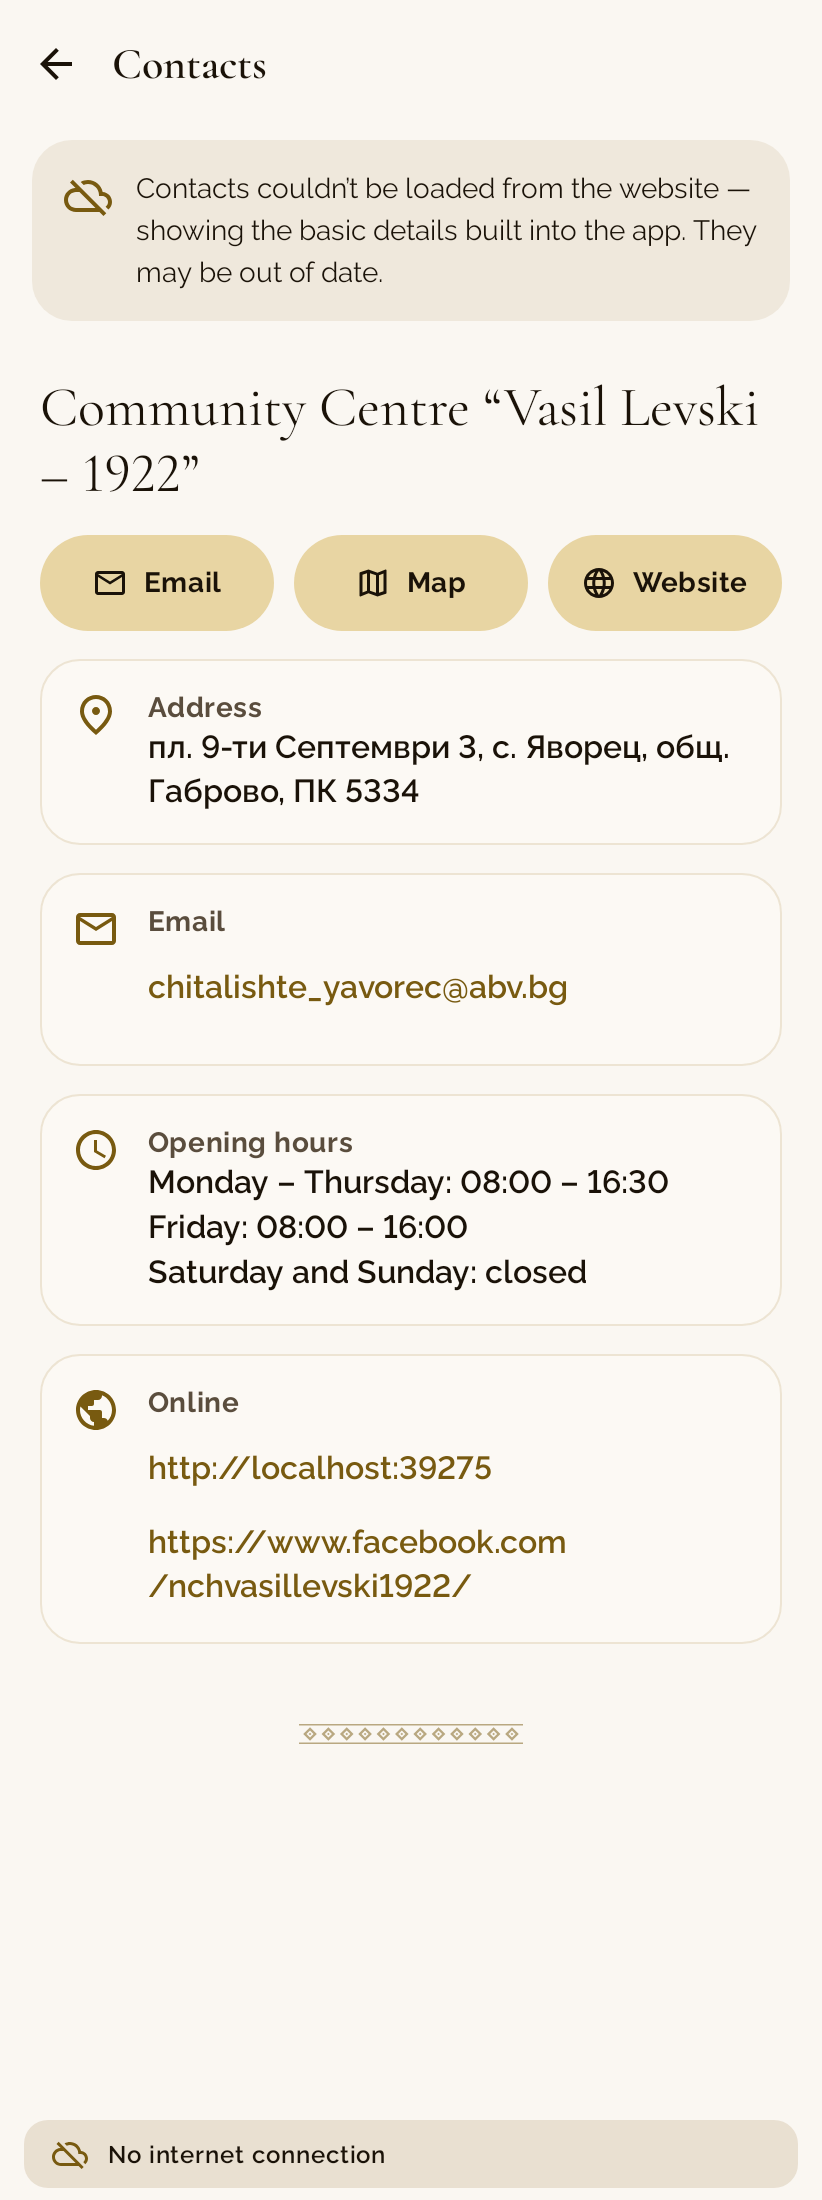 Contacts
Contacts couldn’t be loaded from the website —
showing the basic details built into the app. They
may be out of date.
Community Centre “Vasil Levski
– 1922”
Email
Map
Website
Address
пл. 9-ти Септември 3, с. Яворец, общ.
Габрово, ПК 5334
Email
chitalishte_yavorec@abv.bg
Opening hours
Monday – Thursday: 08:00 – 16:30
Friday: 08:00 – 16:00
Saturday and Sunday: closed
Online
http://localhost:39275
https://www.facebook.com
/nchvasillevski1922/
No internet connection